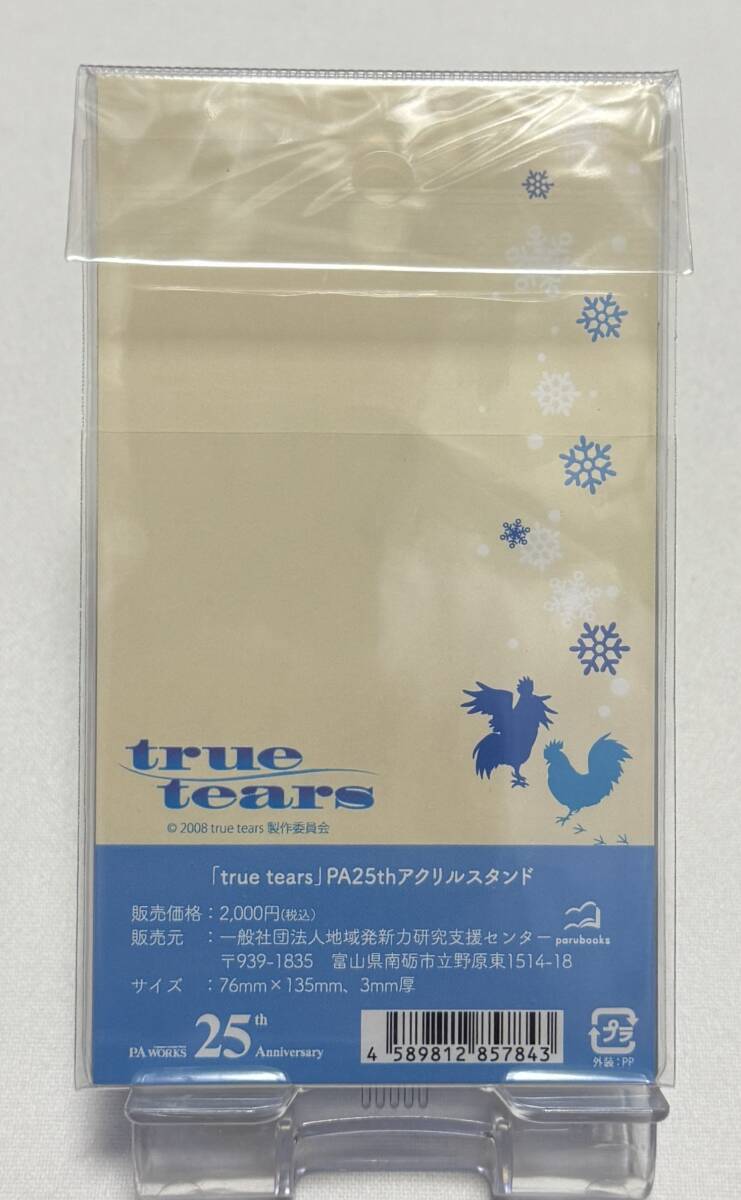 true
tears
© 2008 true tears 製作委員会
「true tears」PA25thアクリルスタンド
販売価格：2,000円(税込)
販売元　：一般社団法人地域発新力研究支援センター
parubooks
〒939-1835　富山県南砺市立野原東1514-18
サイズ　：76mm×135mm、3mm厚
P.A.WORKS 25th Anniversary
4 589812 857843
プラ
外装：PP